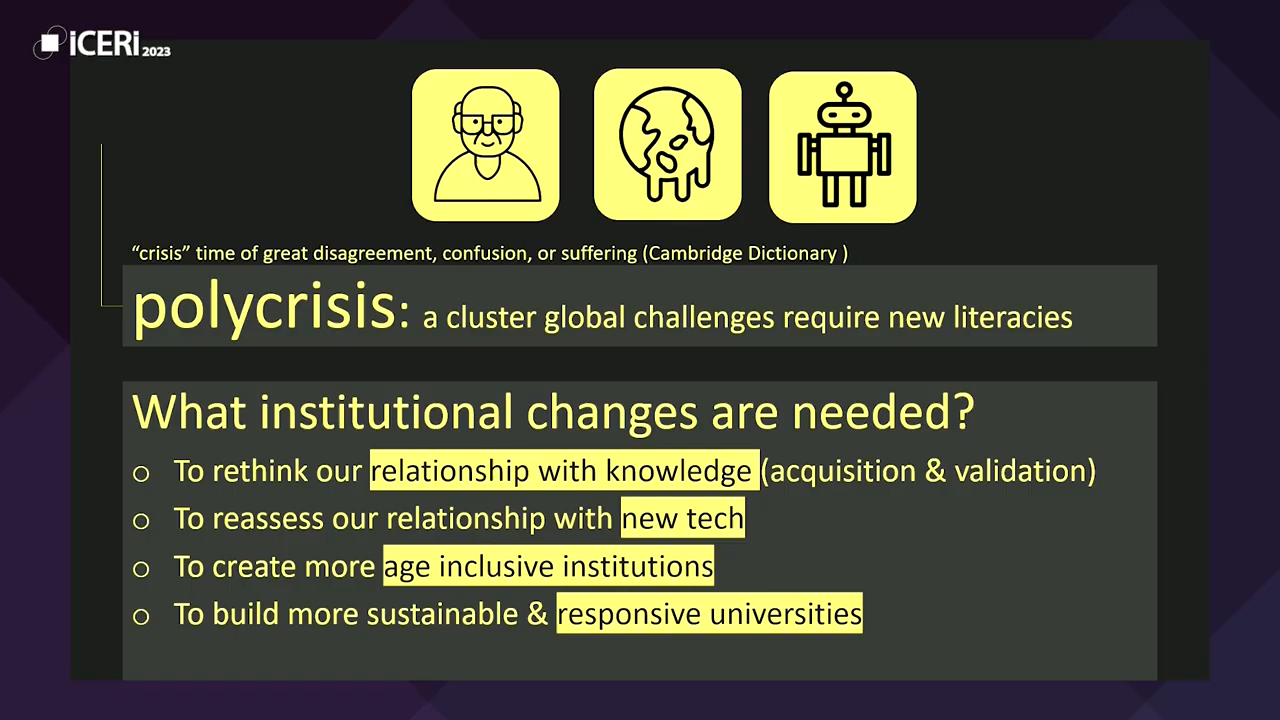 iCERi 2023
“crisis” time of great disagreement, confusion, or suffering (Cambridge Dictionary )
polycrisis: a cluster global challenges require new literacies
What institutional changes are needed?
o To rethink our relationship with knowledge (acquisition & validation)
o To reassess our relationship with new tech
o To create more age inclusive institutions
o To build more sustainable & responsive universities